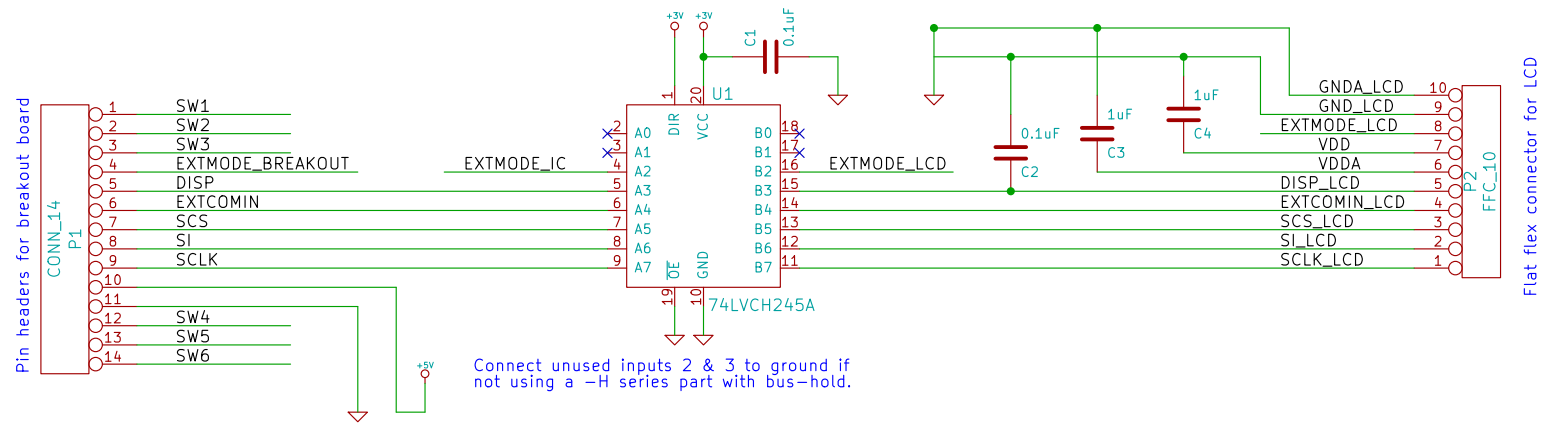 Pin headers for breakout board
CONN_14
P1
1 SW1
2 SW2
3 SW3
4 EXTMODE_BREAKOUT
5 DISP
6 EXTCOMIN
7 SCS
8 SI
9 SCLK
10
11
12 SW4
13 SW5
14 SW6
+5V
EXTMODE_IC
+3V
+3V
C1
0.1uF
U1
1
20
DIR
VCC
2 A0
3 A1
4 A2
5 A3
6 A4
7 A5
8 A6
9 A7
B0 18
B1 17
B2 16
B3 15
B4 14
B5 13
B6 12
B7 11
OE
GND
19
10
74LVCH245A
Connect unused inputs 2 & 3 to ground if
not using a -H series part with bus-hold.
EXTMODE_LCD
0.1uF
C2
1uF
C3
1uF
C4
GNDA_LCD 10
GND_LCD 9
EXTMODE_LCD 8
VDD 7
VDDA 6
DISP_LCD 5
EXTCOMIN_LCD 4
SCS_LCD 3
SI_LCD 2
SCLK_LCD 1
P2
FFC_10
Flat flex connector for LCD